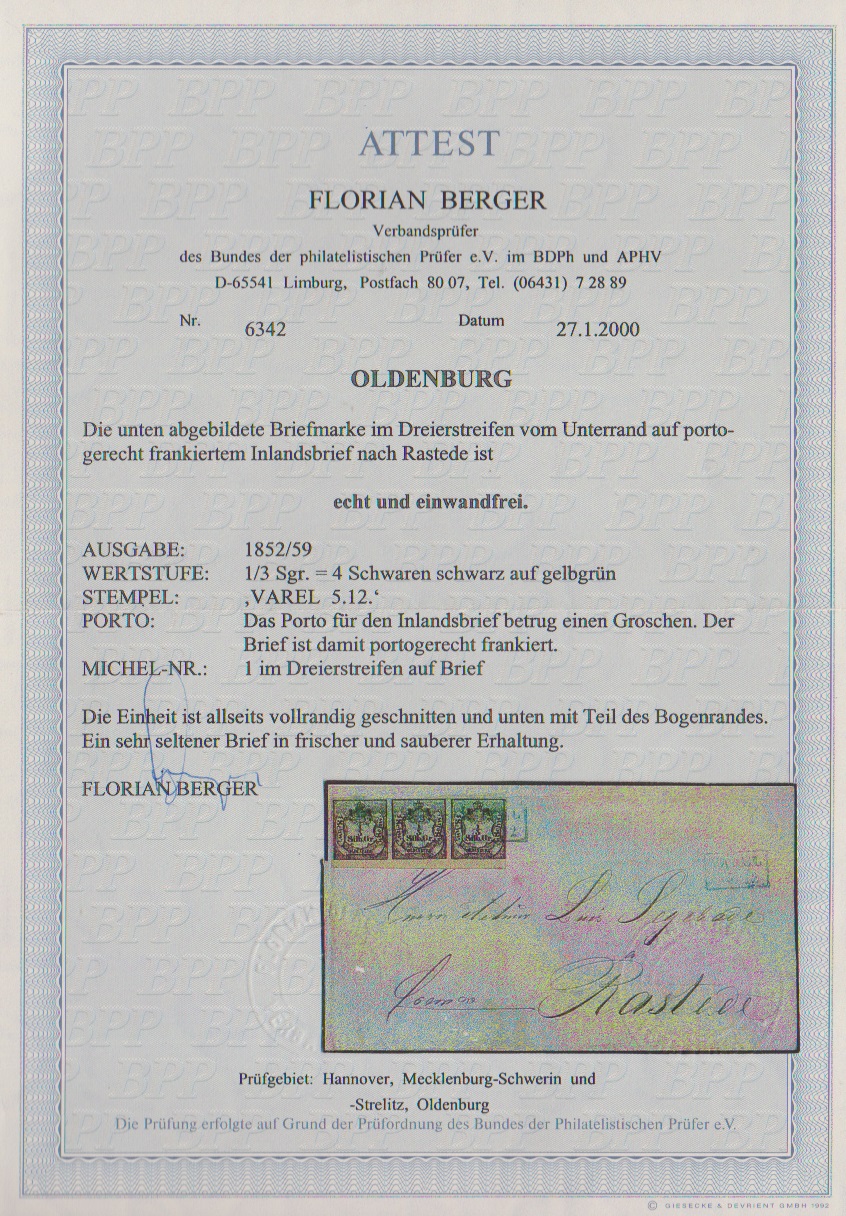 ATTEST
FLORIAN BERGER
Verbandsprüfer
des Bundes der philatelistischen Prüfer e.V. im BDPh und APHV
D-65541 Limburg, Postfach 80 07, Tel. (06431) 7 28 89
Nr. 6342 Datum 27.1.2000
OLDENBURG
Die unten abgebildete Briefmarke im Dreierstreifen vom Unterrand auf porto-
gerecht frankiertem Inlandsbrief nach Rastede ist
echt und einwandfrei.
AUSGABE: 1852/59
WERTSTUFE: 1/3 Sgr. = 4 Schwaren schwarz auf gelbgrün
STEMPEL: ‚VAREL 5.12.‘
PORTO: Das Porto für den Inlandsbrief betrug einen Groschen. Der
Brief ist damit portogerecht frankiert.
MICHEL-NR.: 1 im Dreierstreifen auf Brief
Die Einheit ist allseits vollrandig geschnitten und unten mit Teil des Bogenrandes.
Ein sehr seltener Brief in frischer und sauberer Erhaltung.
FLORIAN BERGER
Rastede
Prüfgebiet: Hannover, Mecklenburg-Schwerin und
-Strelitz, Oldenburg
Die Prüfung erfolgte auf Grund der Prüfordnung des Bundes der Philatelistischen Prüfer e.V.
© GIESECKE & DEVRIENT GMBH 1992